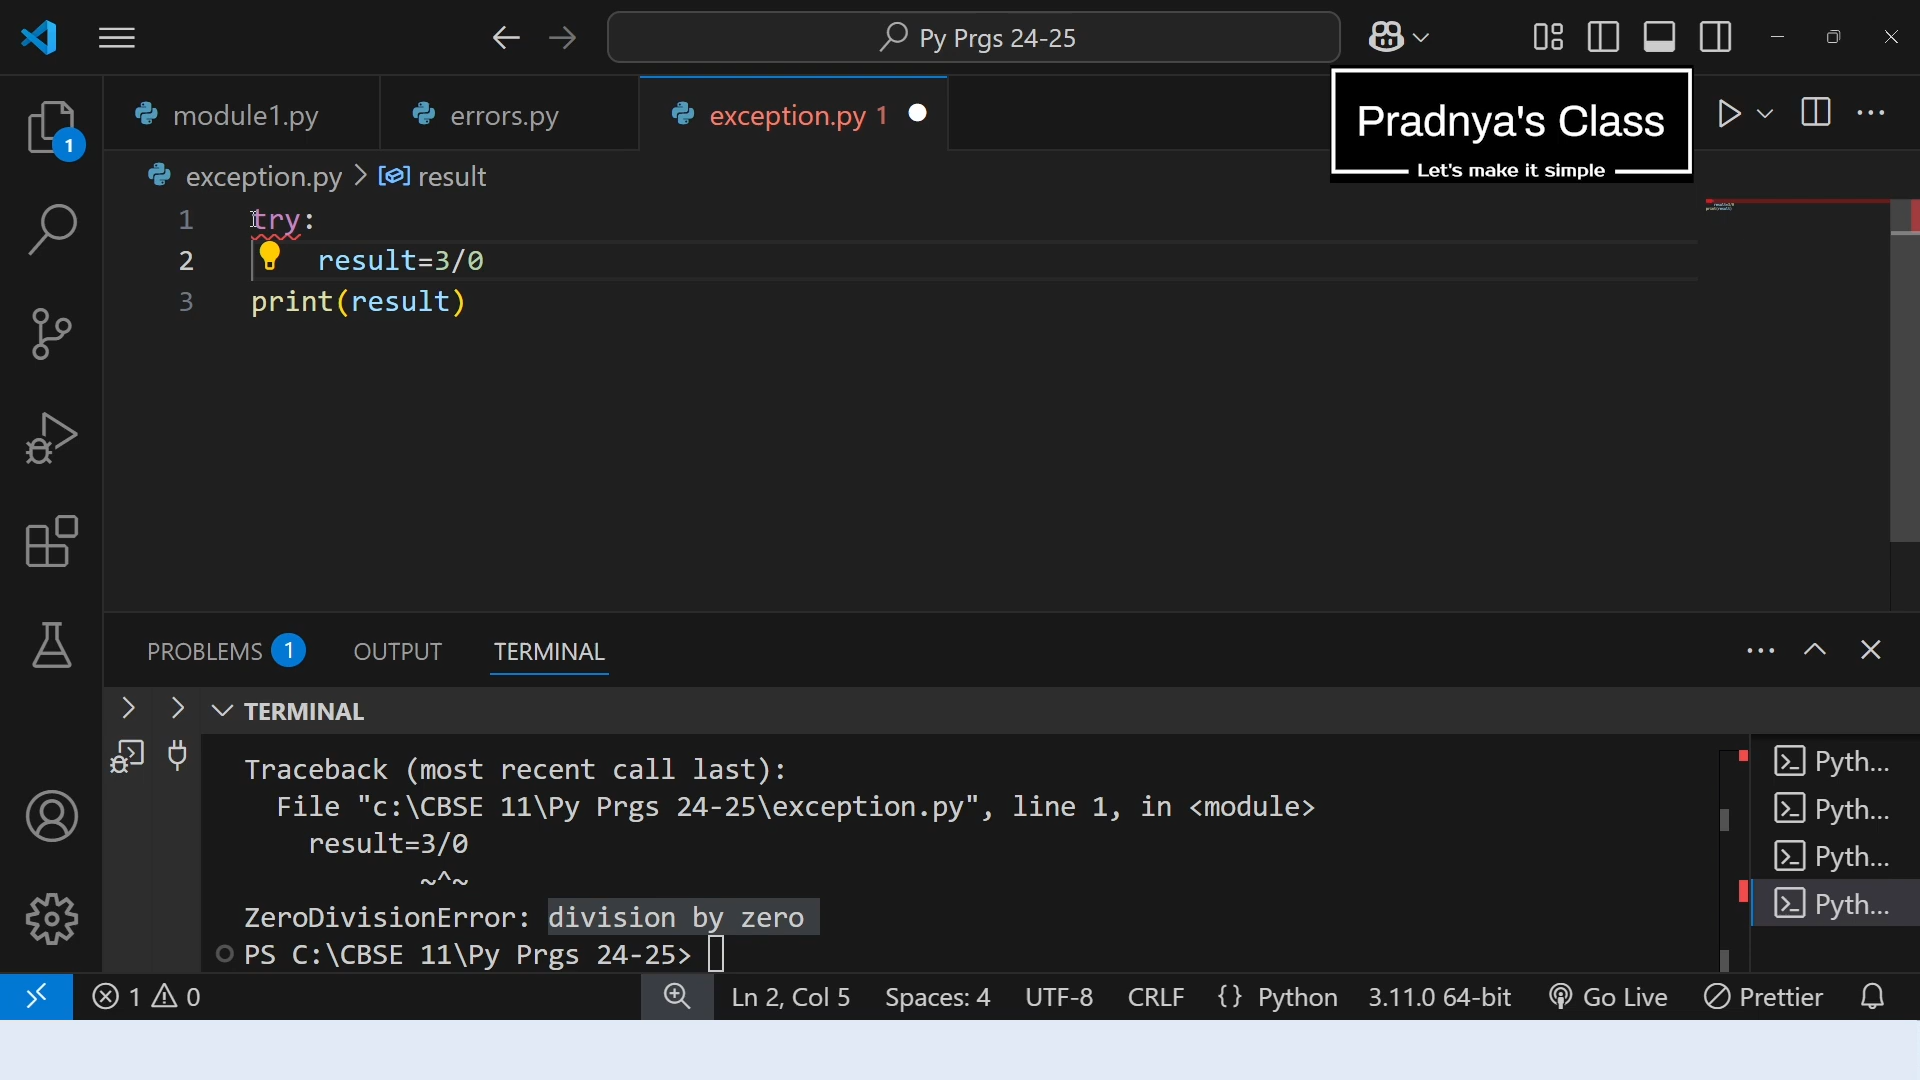 Py Prgs 24-25
module1.py
errors.py
exception.py 1
Pradnya's Class
Let's make it simple
1
exception.py > result
1 try:
2 result=3/0
3 print(result)
PROBLEMS 1
OUTPUT
TERMINAL
TERMINAL
Traceback (most recent call last):
File "c:\CBSE 11\Py Prgs 24-25\exception.py", line 1, in <module>
result=3/0
~^~
ZeroDivisionError: division by zero
PS C:\CBSE 11\Py Prgs 24-25>
Pyth...
Pyth...
Pyth...
Pyth...
1 0
Ln 2, Col 5
Spaces: 4
UTF-8
CRLF
{} Python
3.11.0 64-bit
Go Live
Prettier